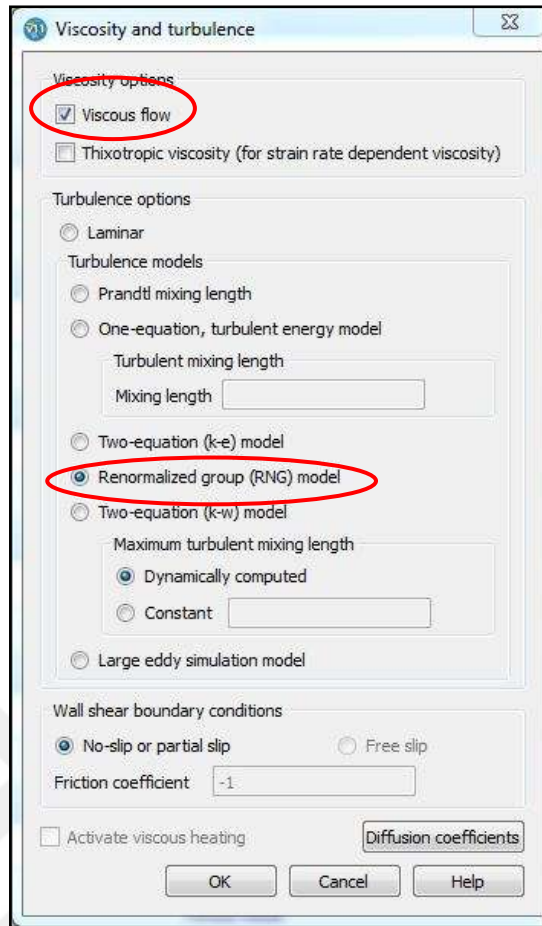 Viscosity and turbulence
Viscosity options
Viscous flow
Thixotropic viscosity (for strain rate dependent viscosity)
Turbulence options
Laminar
Turbulence models
Prandtl mixing length
One-equation, turbulent energy model
Turbulent mixing length
Mixing length
Two-equation (k-e) model
Renormalized group (RNG) model
Two-equation (k-w) model
Maximum turbulent mixing length
Dynamically computed
Constant
Large eddy simulation model
Wall shear boundary conditions
No-slip or partial slip Free slip
Friction coefficient -1
Activate viscous heating Diffusion coefficients
OK Cancel Help